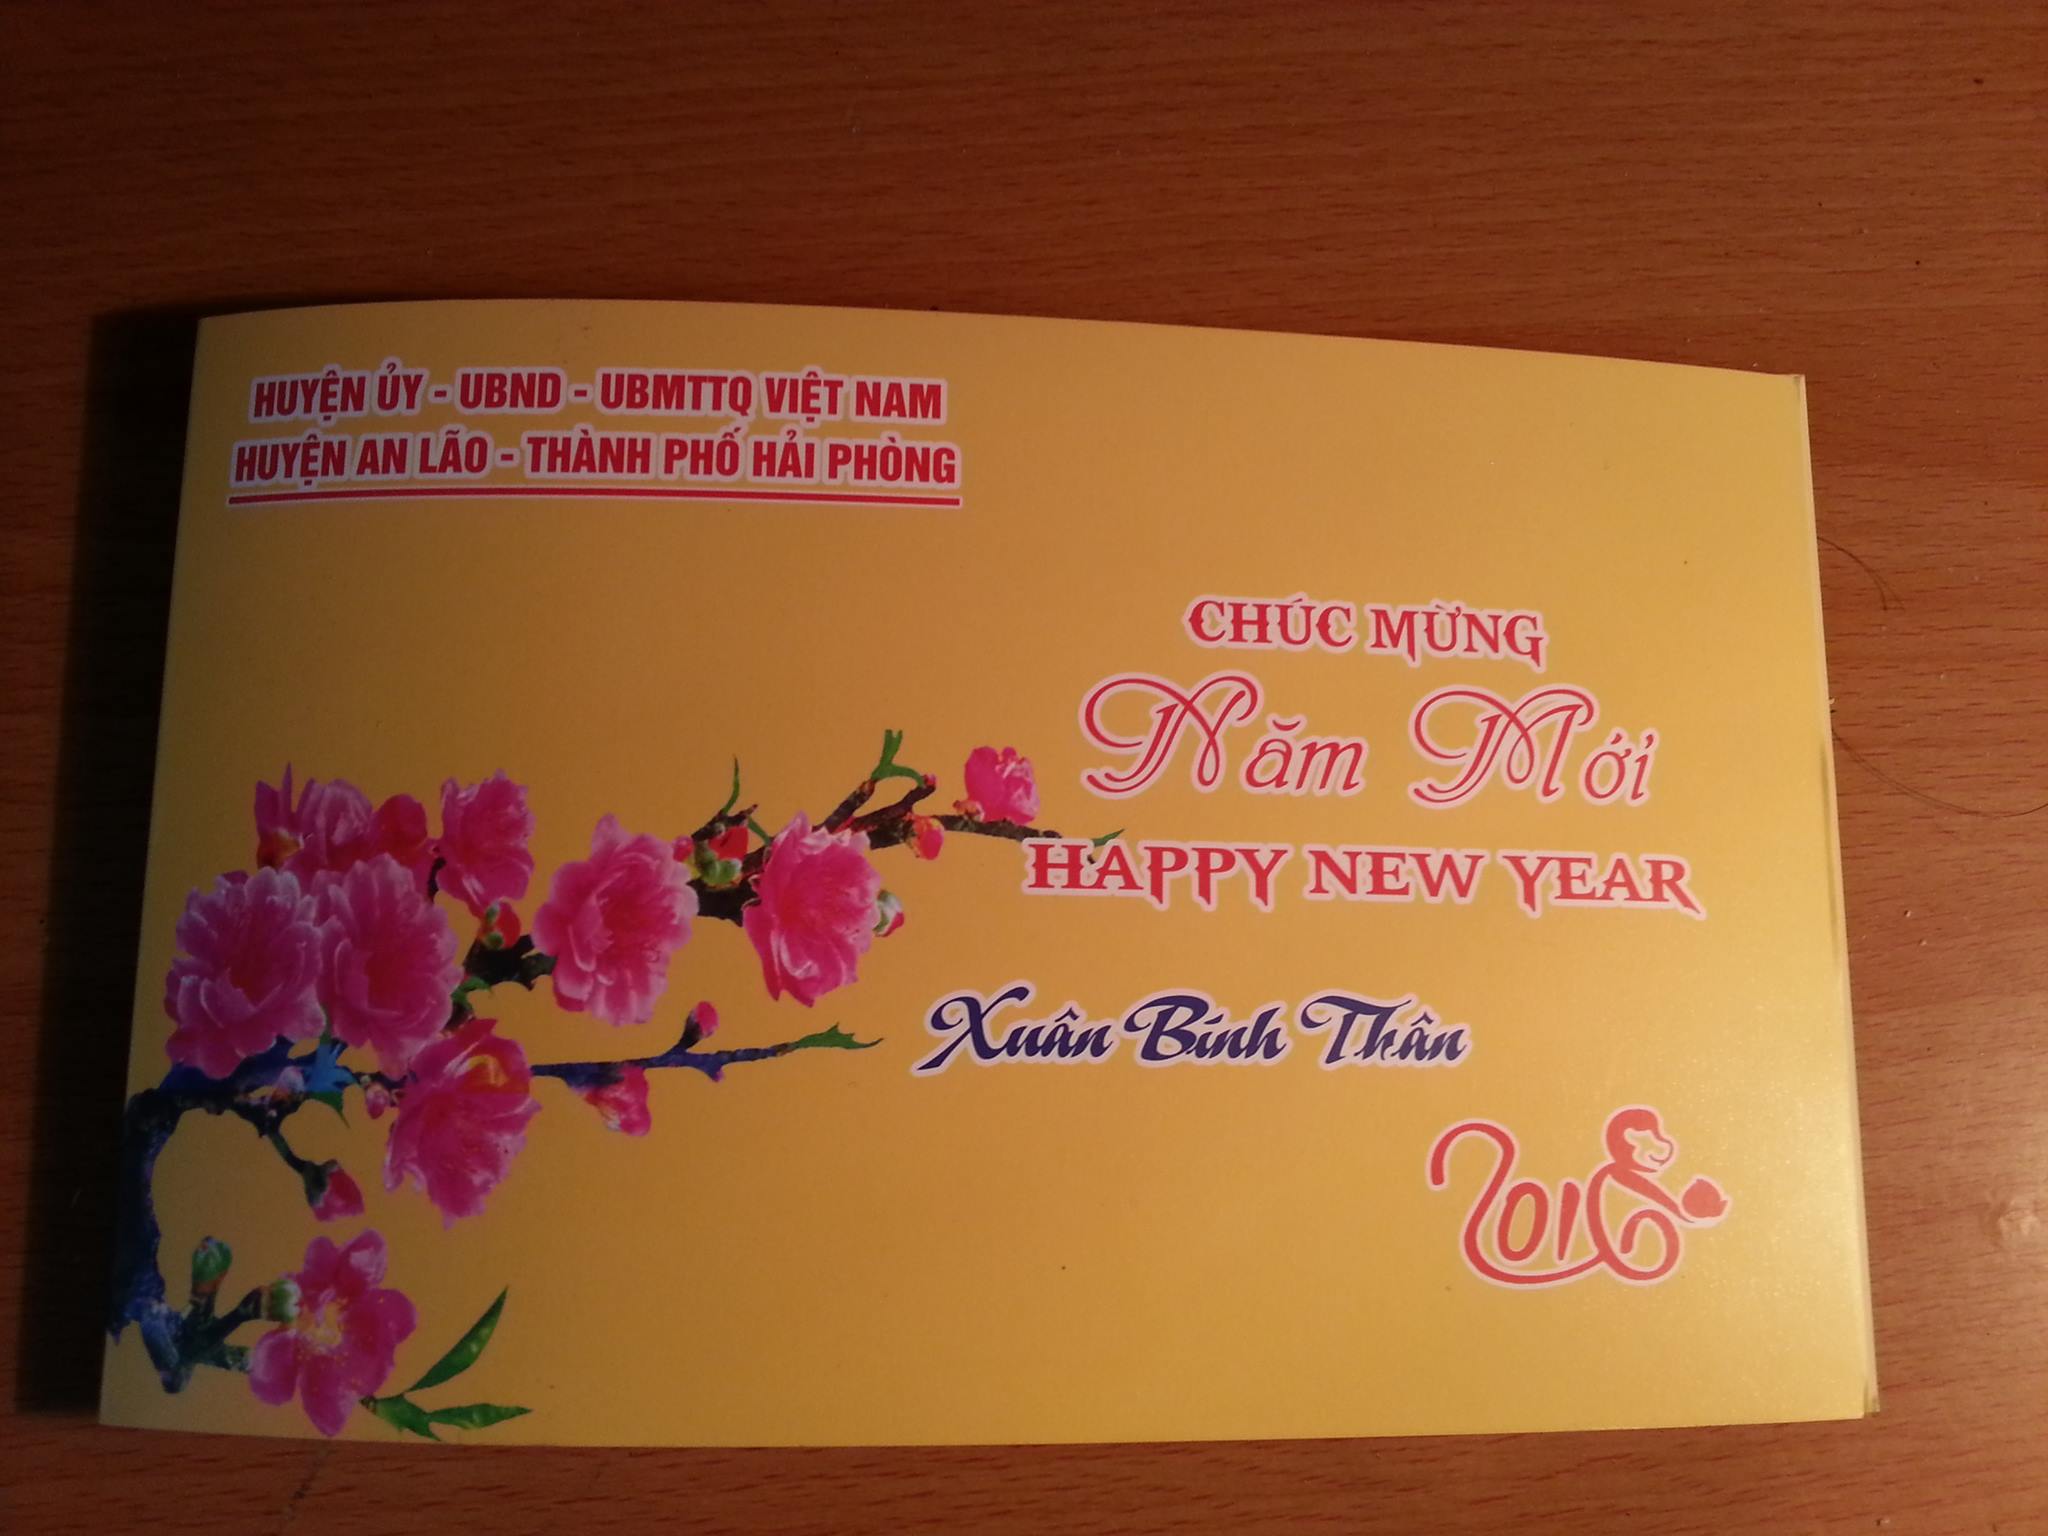 HUYỆN ỦY - UBND - UBMTTQ VIỆT NAM
HUYỆN AN LÃO - THÀNH PHỐ HẢI PHÒNG
CHÚC MỪNG
Năm Mới
HAPPY NEW YEAR
Xuân Bính Thân
2016